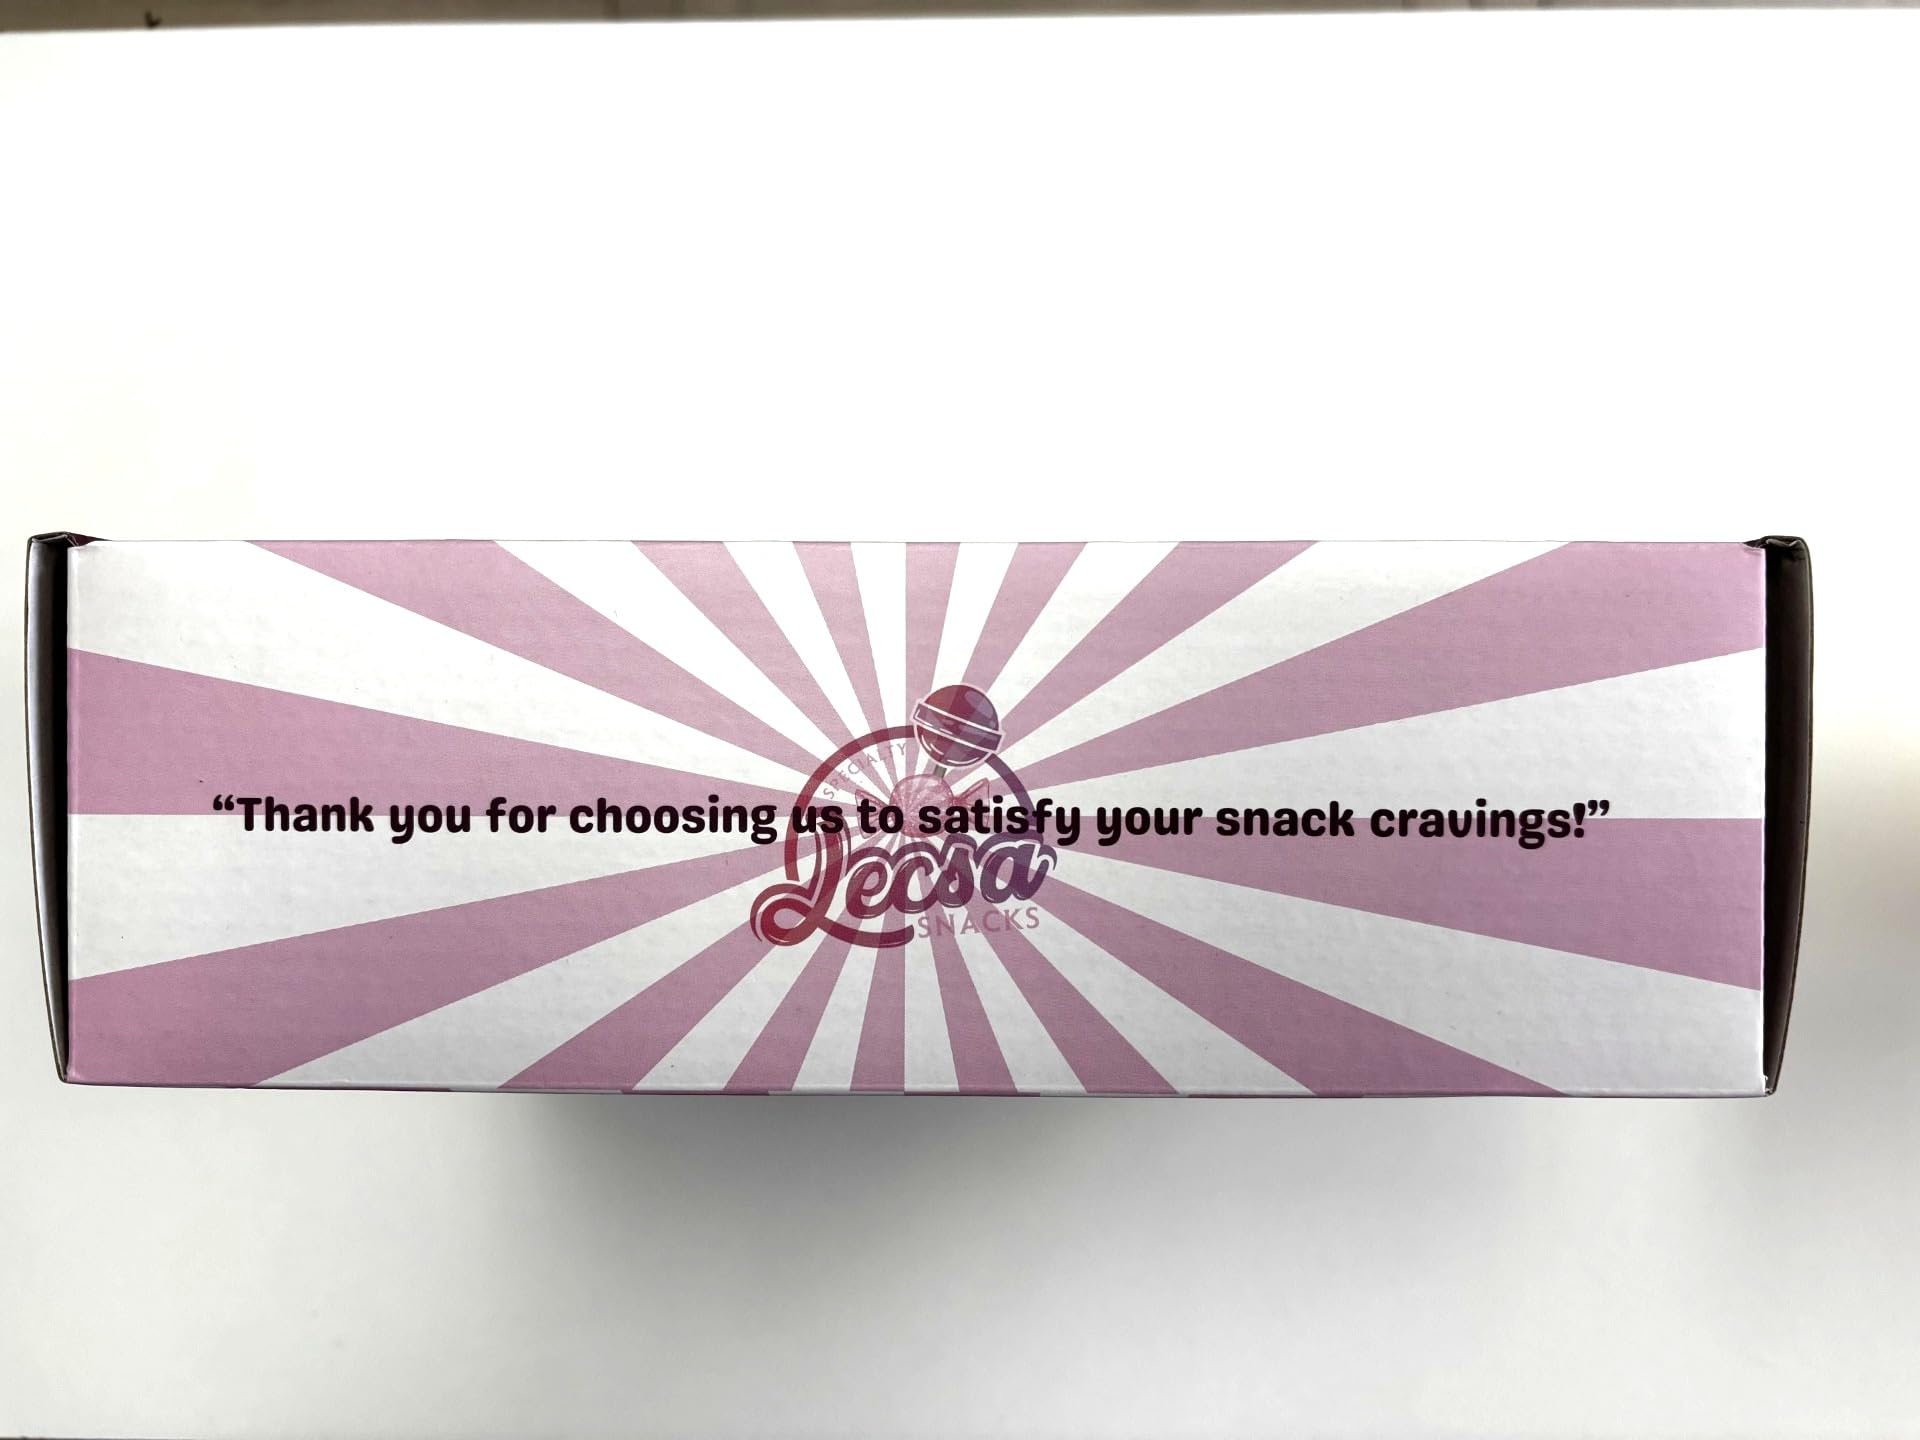 SPECIALTY
“Thank you for choosing us to satisfy your snack cravings!”
Lecsa
SNACKS